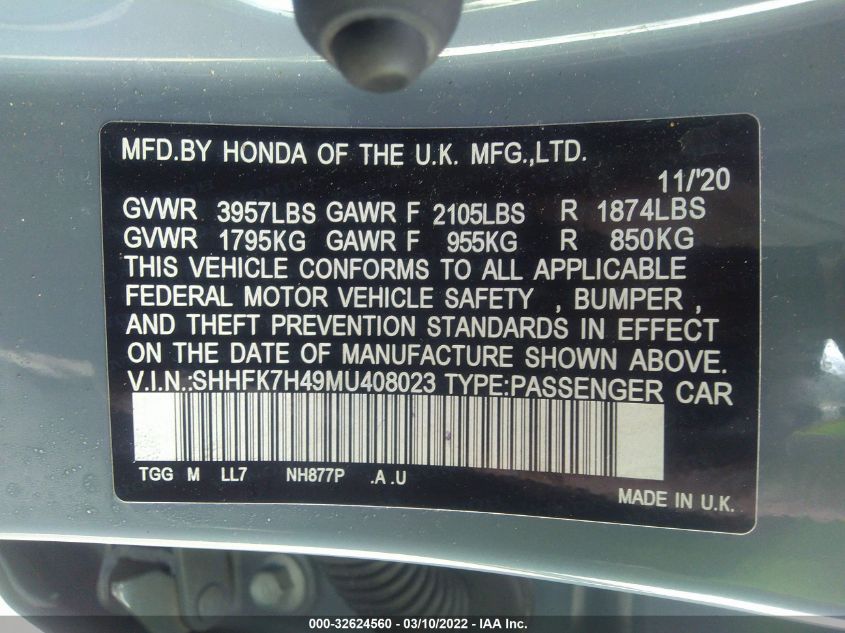 MFD.BY HONDA OF THE U.K. MFG.,LTD.
11/'20
GVWR 3957LBS GAWR F 2105LBS R 1874LBS
GVWR 1795KG GAWR F 955KG R 850KG
THIS VEHICLE CONFORMS TO ALL APPLICABLE
FEDERAL MOTOR VEHICLE SAFETY , BUMPER ,
AND THEFT PREVENTION STANDARDS IN EFFECT
ON THE DATE OF MANUFACTURE SHOWN ABOVE.
V.I.N.:SHHFK7H49MU408023 TYPE:PASSENGER CAR
TGG M LL7 NH877P .A .U
MADE IN U.K.
000-32624560 - 03/10/2022 - IAA Inc.